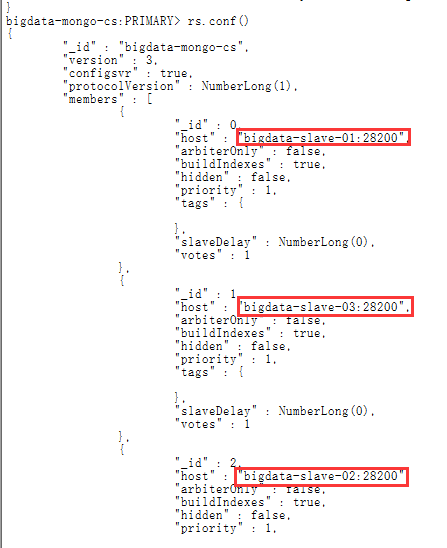 }
bigdata-mongo-cs:PRIMARY> rs.conf()
{
"_id" : "bigdata-mongo-cs",
"version" : 3,
"configsvr" : true,
"protocolVersion" : NumberLong(1),
"members" : [
{
"_id" : 0,
"host" : "bigdata-slave-01:28200",
"arbiterOnly" : false,
"buildIndexes" : true,
"hidden" : false,
"priority" : 1,
"tags" : {
},
"slaveDelay" : NumberLong(0),
"votes" : 1
},
{
"_id" : 1,
"host" : "bigdata-slave-03:28200",
"arbiterOnly" : false,
"buildIndexes" : true,
"hidden" : false,
"priority" : 1,
"tags" : {
},
"slaveDelay" : NumberLong(0),
"votes" : 1
},
{
"_id" : 2,
"host" : "bigdata-slave-02:28200"
"arbiterOnly" : false,
"buildIndexes" : true,
"hidden" : false,
"priority" : 1,